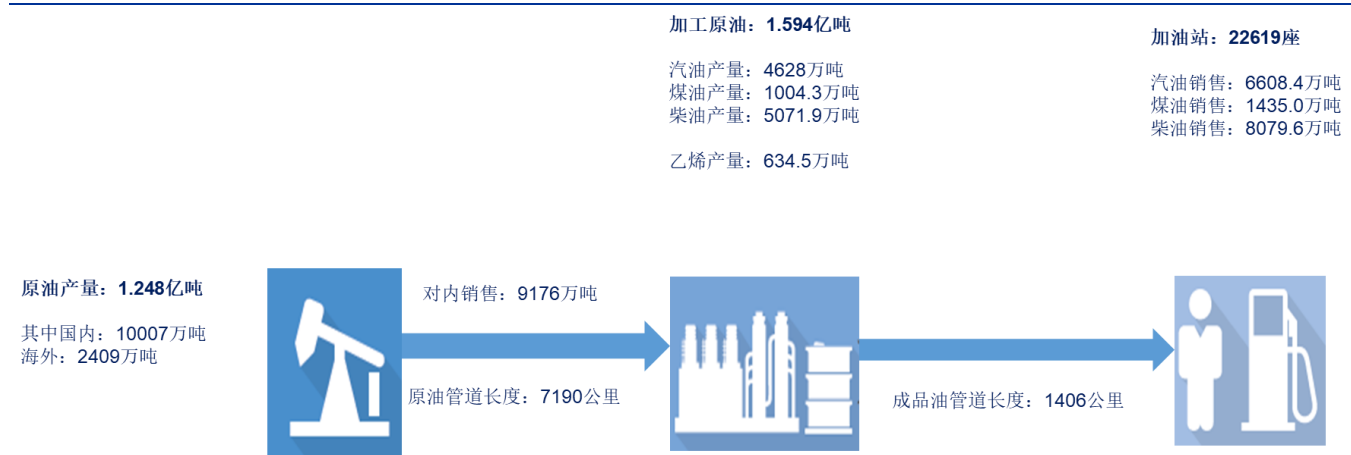 加工原油：1.594亿吨
汽油产量：4628万吨
煤油产量：1004.3万吨
柴油产量：5071.9万吨
乙烯产量：634.5万吨
加油站：22619座
汽油销售：6608.4万吨
煤油销售：1435.0万吨
柴油销售：8079.6万吨
原油产量：1.248亿吨
其中国内：10007万吨
海外：2409万吨
对内销售：9176万吨
原油管道长度：7190公里
成品油管道长度：1406公里